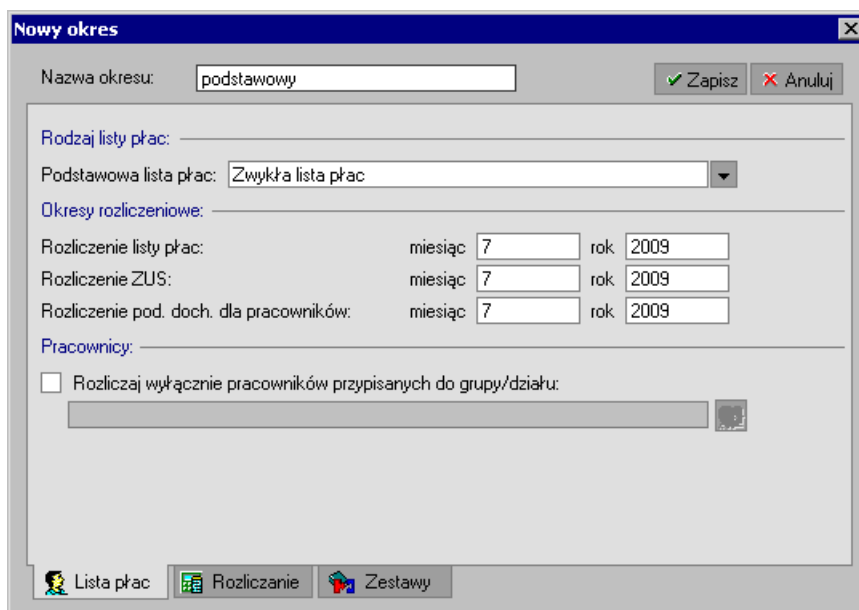 Nowy okres
Nazwa okresu: podstawowy Zapisz Anuluj
Rodzaj listy płac:
Podstawowa lista płac: Zwykła lista płac
Okresy rozliczeniowe:
Rozliczenie listy płac: miesiąc 7 rok 2009
Rozliczenie ZUS: miesiąc 7 rok 2009
Rozliczenie pod. doch. dla pracowników: miesiąc 7 rok 2009
Pracownicy:
Rozliczaj wyłącznie pracowników przypisanych do grupy/działu:
Lista płac Rozliczanie Zestawy